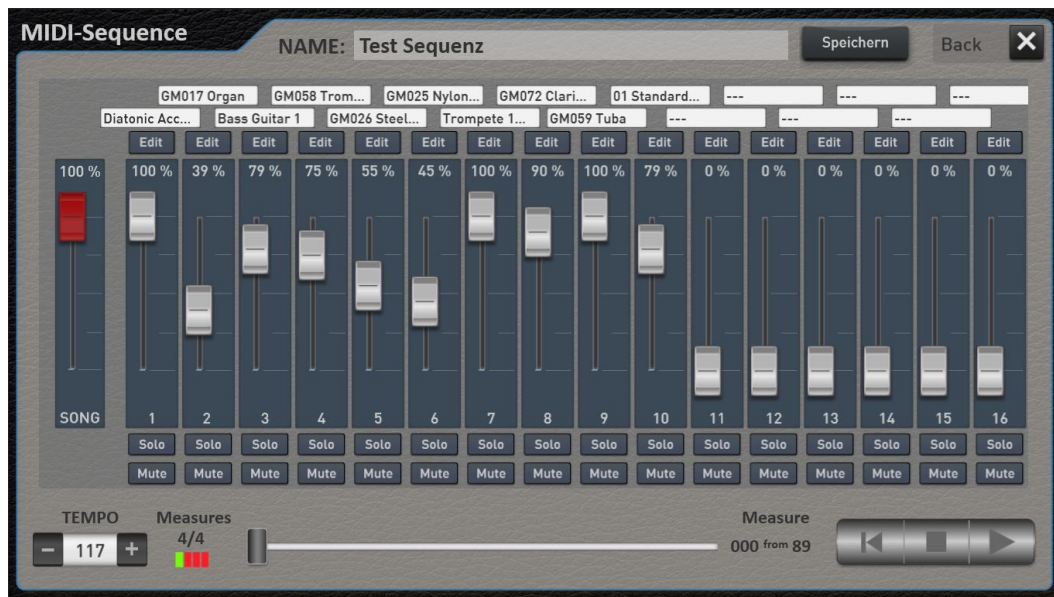 MIDI-Sequence
NAME: Test Sequenz Speichern Back
GM017 Organ GM058 Trom... GM025 Nylon... GM072 Clari... 01 Standard... --- --- ---
Diatonic Acc... Bass Guitar 1 GM026 Steel... Trompete 1... GM059 Tuba --- --- ---
Edit Edit Edit Edit Edit Edit Edit Edit Edit Edit Edit Edit Edit Edit Edit Edit
100 % 100 % 39 % 79 % 75 % 55 % 45 % 100 % 90 % 100 % 79 % 0 % 0 % 0 % 0 % 0 % 0 %
SONG 1 2 3 4 5 6 7 8 9 10 11 12 13 14 15 16
Solo Solo Solo Solo Solo Solo Solo Solo Solo Solo Solo Solo Solo Solo Solo Solo
Mute Mute Mute Mute Mute Mute Mute Mute Mute Mute Mute Mute Mute Mute Mute Mute
TEMPO Measures Measure
4/4
- 117 + 000 from 89